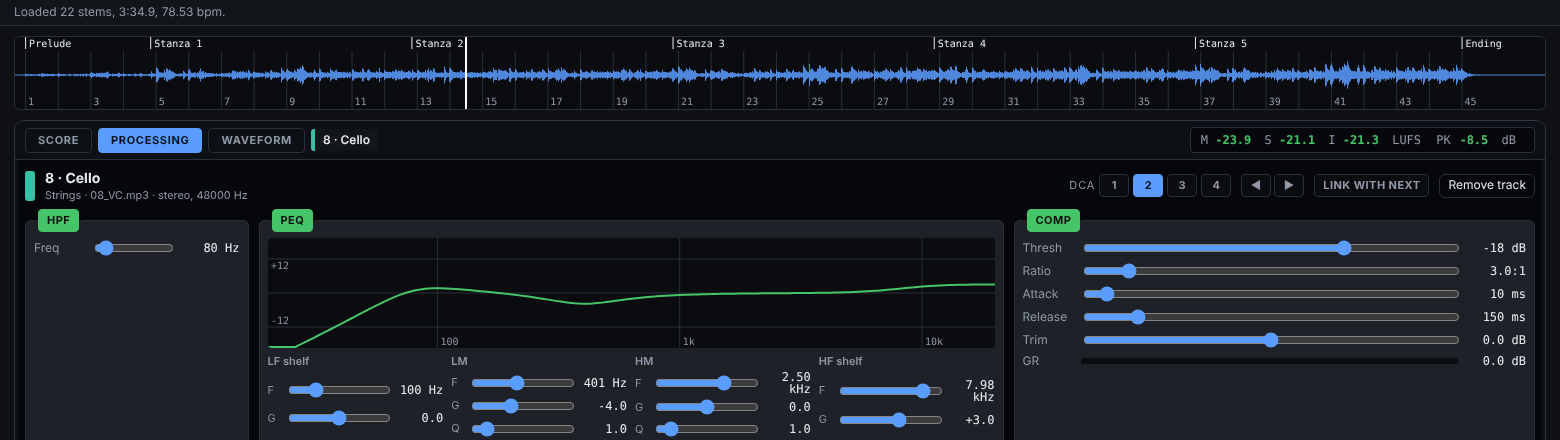 Loaded 22 stems, 3:34.9, 78.53 bpm.
Prelude Stanza 1 Stanza 2 Stanza 3 Stanza 4 Stanza 5 Ending
1 3 5 7 9 11 13 15 17 19 21 23 25 27 29 31 33 35 37 39 41 43 45
SCORE PROCESSING WAVEFORM 8 · Cello M -23.9 S -21.1 I -21.3 LUFS PK -8.5 dB
8 · Cello
Strings · 08_VC.mp3 · stereo, 48000 Hz
DCA 1 2 3 4 ◀ ▶ LINK WITH NEXT Remove track
HPF
Freq 80 Hz
PEQ
+12
-12
100 1k 10k
LF shelf
F 100 Hz
G 0.0
LM
F 401 Hz
G -4.0
Q 1.0
HM
F 2.50 kHz
G 0.0
Q 1.0
HF shelf
F 7.98 kHz
G +3.0
COMP
Thresh -18 dB
Ratio 3.0:1
Attack 10 ms
Release 150 ms
Trim 0.0 dB
GR 0.0 dB